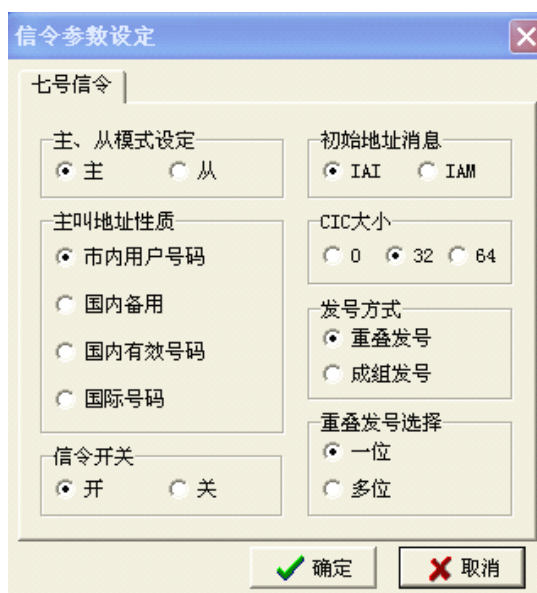 信令参数设定
七号信令
主、从模式设定
主 从
主叫地址性质
市内用户号码
国内备用
国内有效号码
国际号码
信令开关
开 关
初始地址消息
IAI IAM
CIC大小
0 32 64
发号方式
重叠发号
成组发号
重叠发号选择
一位
多位
确定 取消